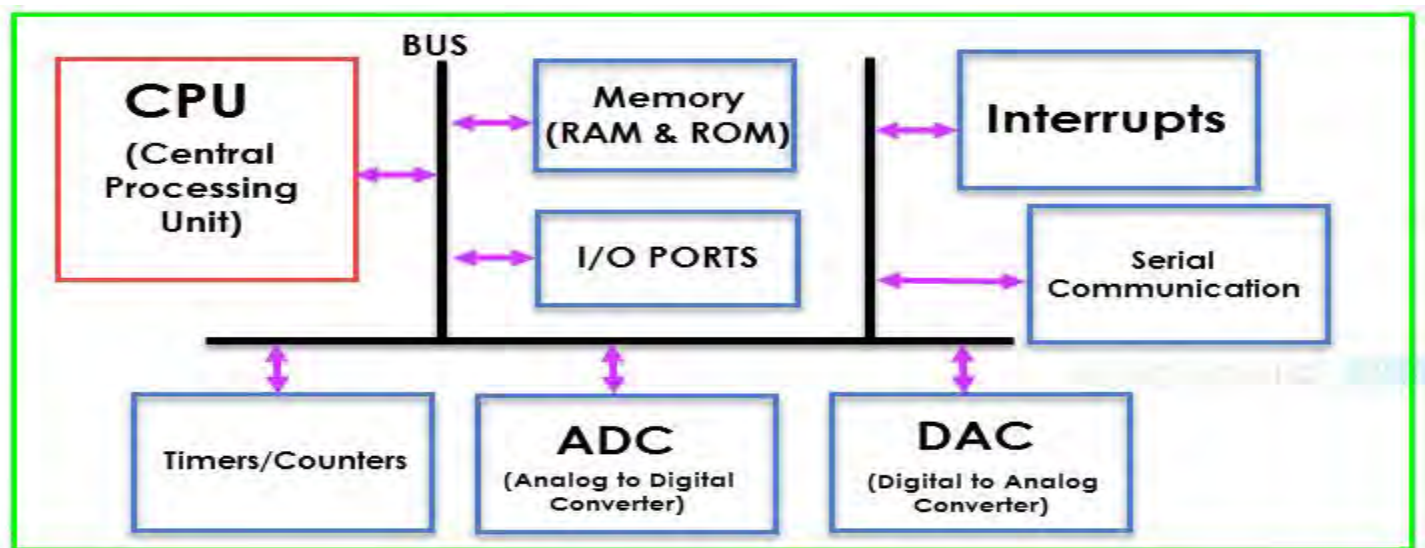 BUS
CPU
(Central
Processing
Unit)
Memory
(RAM & ROM)
I/O PORTS
Interrupts
Serial
Communication
Timers/Counters
ADC
(Analog to Digital
Converter)
DAC
(Digital to Analog
Converter)